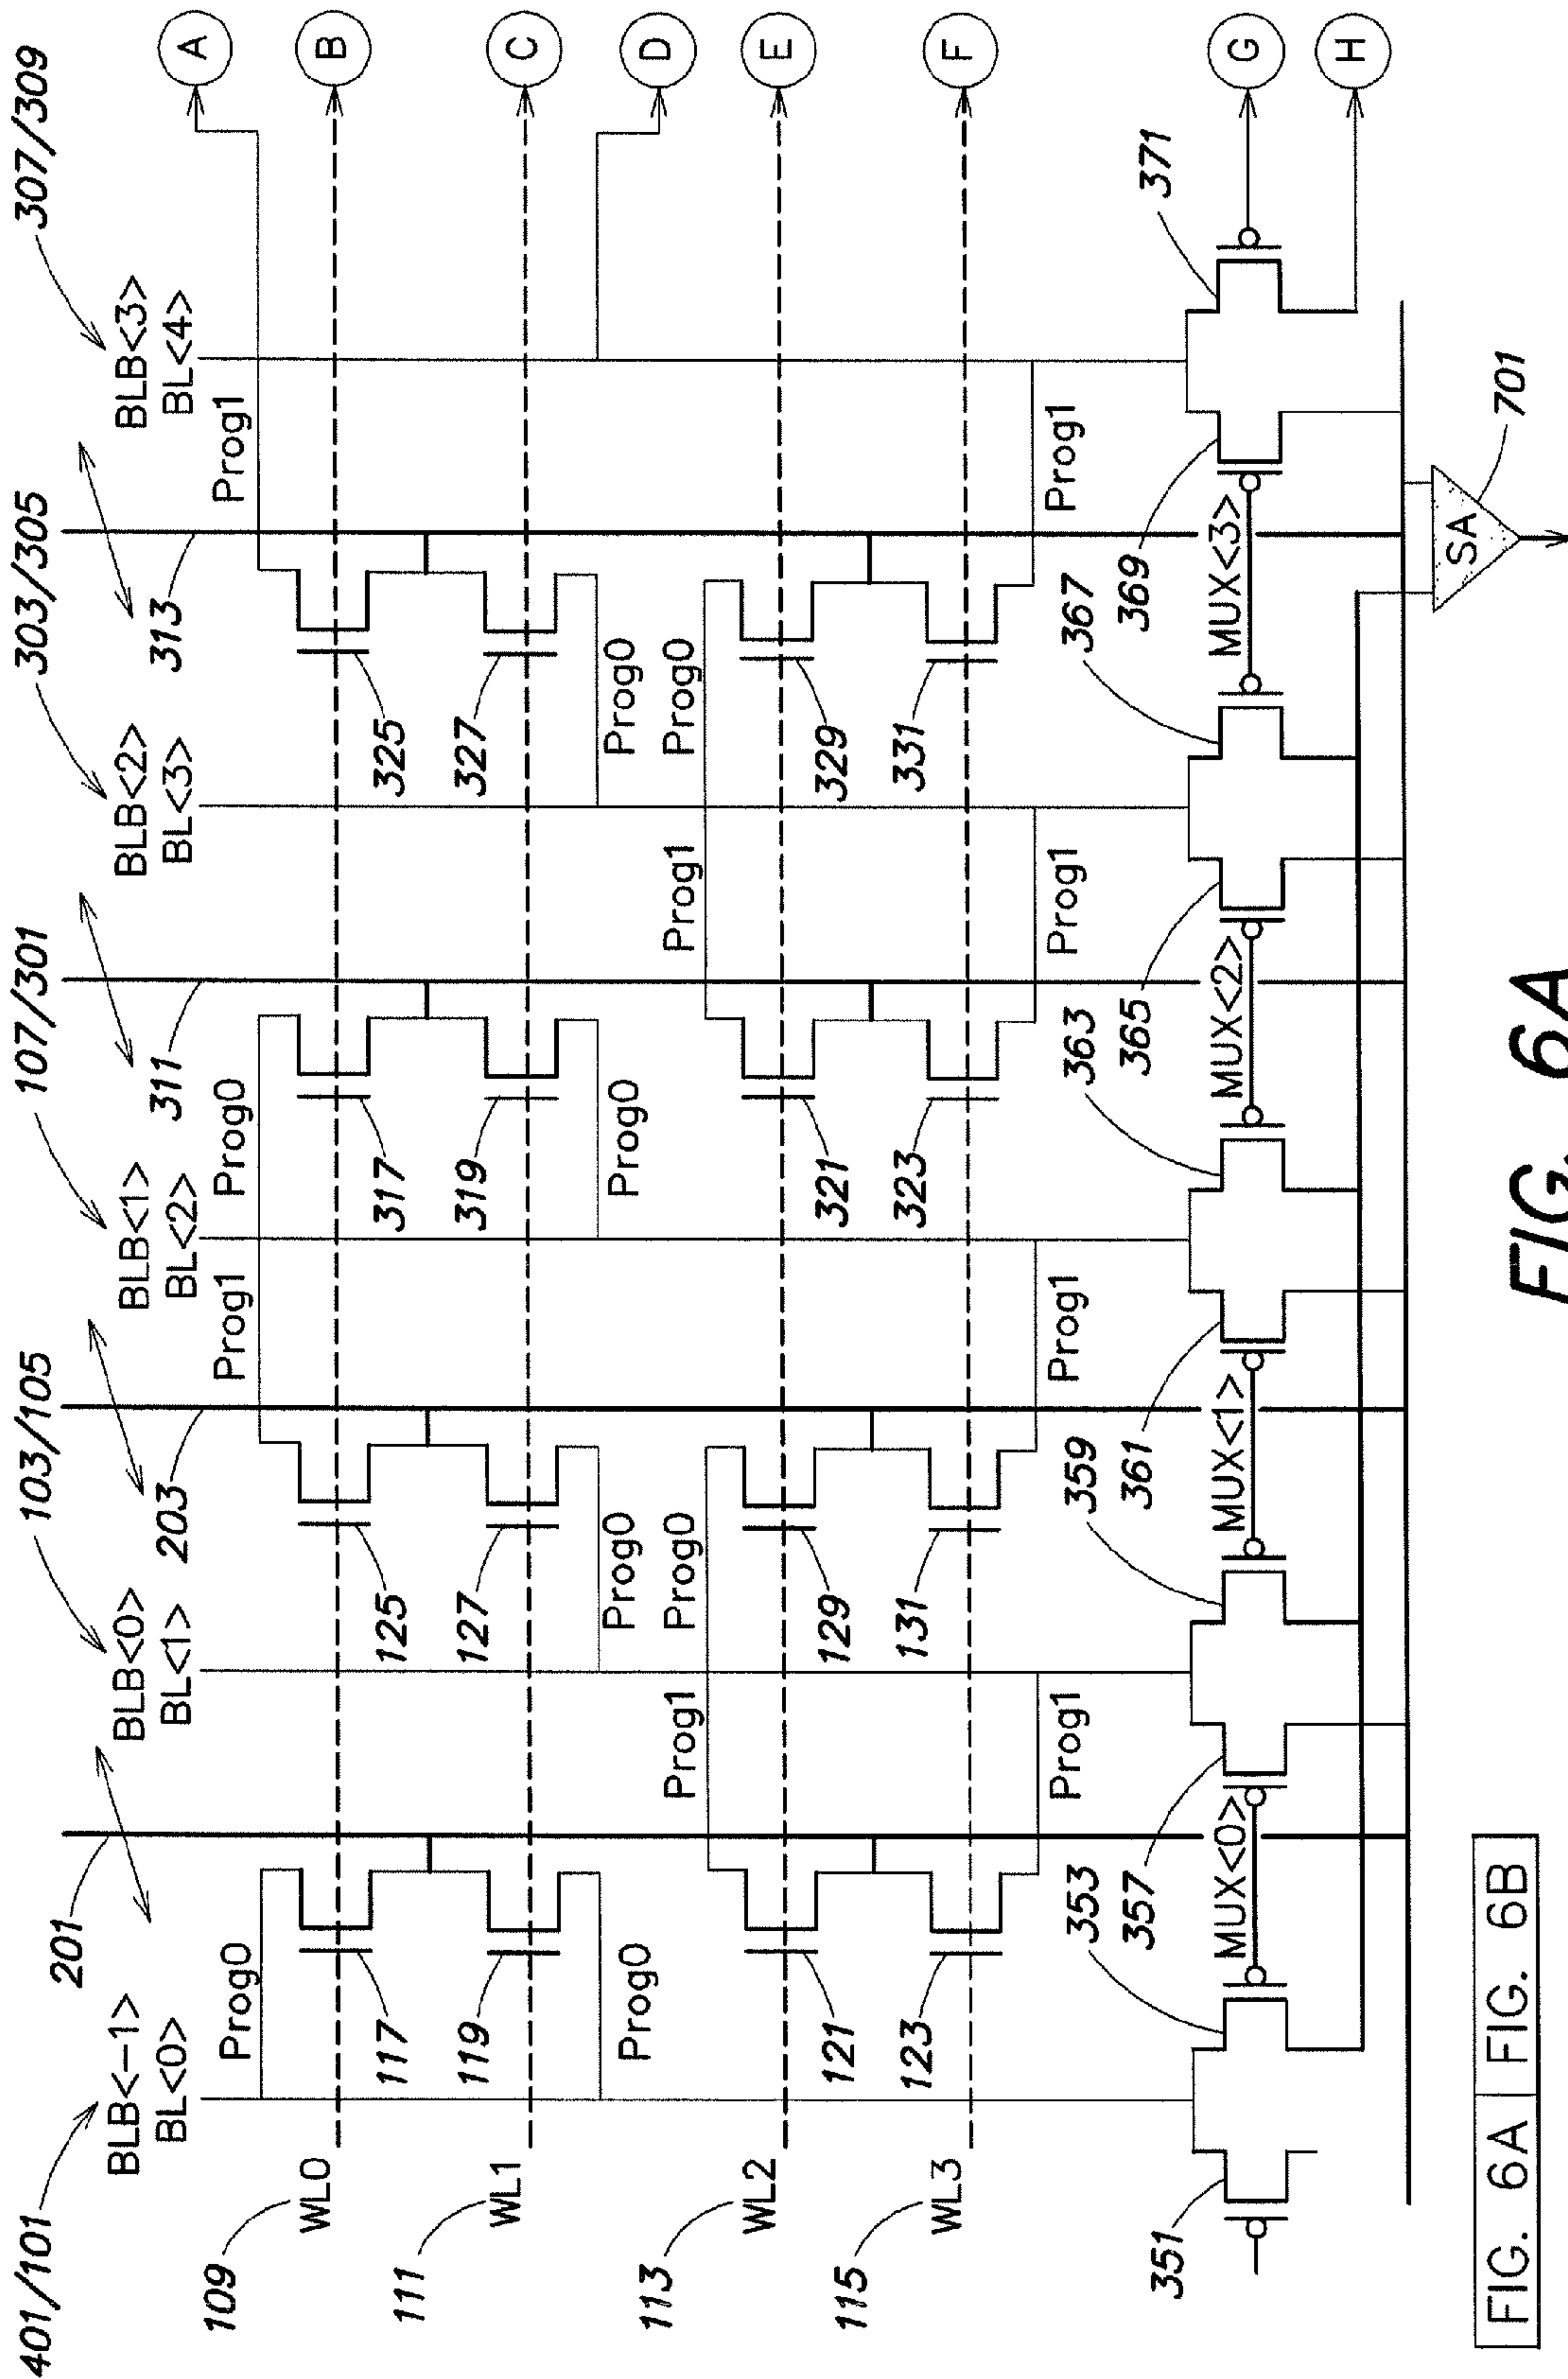 401/101
201
103/105
203
107/301
311
303/305
313
307/309
BLB<-1>
BL<0>
BLB<0>
BL<1>
BLB<1>
BL<2>
BLB<2>
BL<3>
BLB<3>
BL<4>
A
Prog0
Prog1
Prog0
Prog1
109
WL0
117
125
317
325
B
111
WL1
119
127
319
327
C
Prog0
Prog0
Prog0
Prog0
D
Prog1
Prog0
Prog1
Prog0
113
WL2
121
129
321
329
E
115
WL3
123
131
323
331
F
Prog1
Prog1
Prog1
Prog1
351
353
357
359
361
363
365
367
369
371
MUX<0>
MUX<1>
MUX<2>
MUX<3>
G
H
SA
701
FIG. 6A
FIG. 6A FIG. 6B